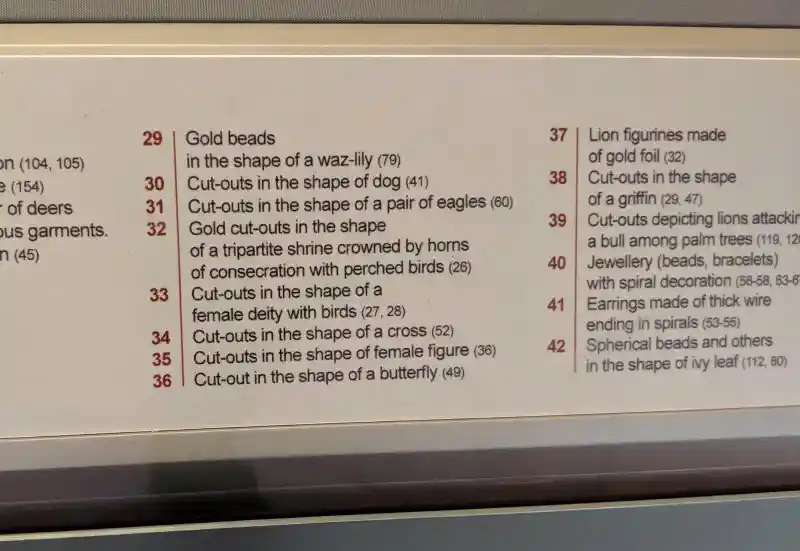 (104, 105)
(154)
of deers
garments.
(45)
29 Gold beads
in the shape of a waz-lily (79)
30 Cut-outs in the shape of dog (41)
31 Cut-outs in the shape of a pair of eagles (60)
32 Gold cut-outs in the shape
of a tripartite shrine crowned by horns
of consecration with perched birds (26)
33 Cut-outs in the shape of a
female deity with birds (27, 28)
34 Cut-outs in the shape of a cross (52)
35 Cut-outs in the shape of female figure (36)
36 Cut-out in the shape of a butterfly (49)
37 Lion figurines made
of gold foil (32)
38 Cut-outs in the shape
of a griffin (29, 47)
39 Cut-outs depicting lions
a bull among palm trees (119,
40 Jewellery (beads, bracelets)
with spiral decoration
41 Earrings made of thick wire
ending in spirals (53-55)
42 Spherical beads and others
in the shape of ivy leaf (112, 80)